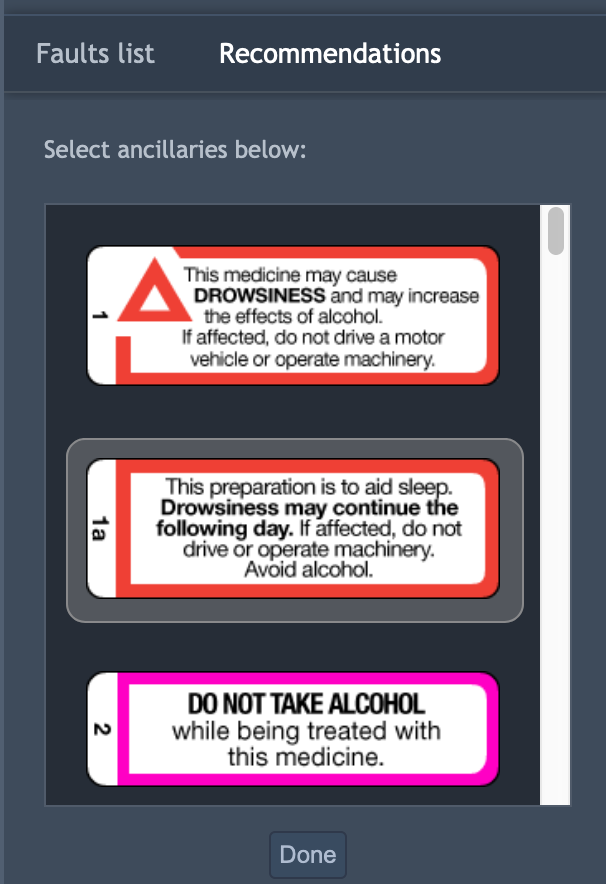 Faults list Recommendations
Select ancillaries below:
1
This medicine may cause
DROWSINESS and may increase
the effects of alcohol.
If affected, do not drive a motor
vehicle or operate machinery.
1a
This preparation is to aid sleep.
Drowsiness may continue the
following day. If affected, do not
drive or operate machinery.
Avoid alcohol.
2
DO NOT TAKE ALCOHOL
while being treated with
this medicine.
Done